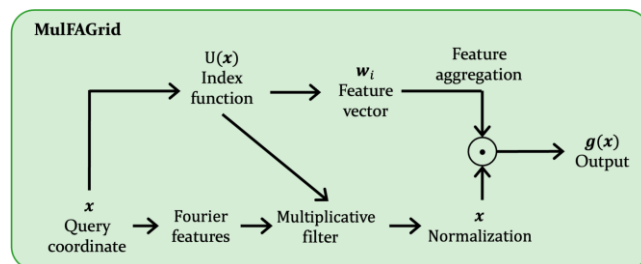 MulFAGrid
U(x)
Index
function
w_i
Feature
vector
Feature
aggregation
g(x)
Output
x
Query
coordinate
Fourier
features
Multiplicative
filter
x
Normalization